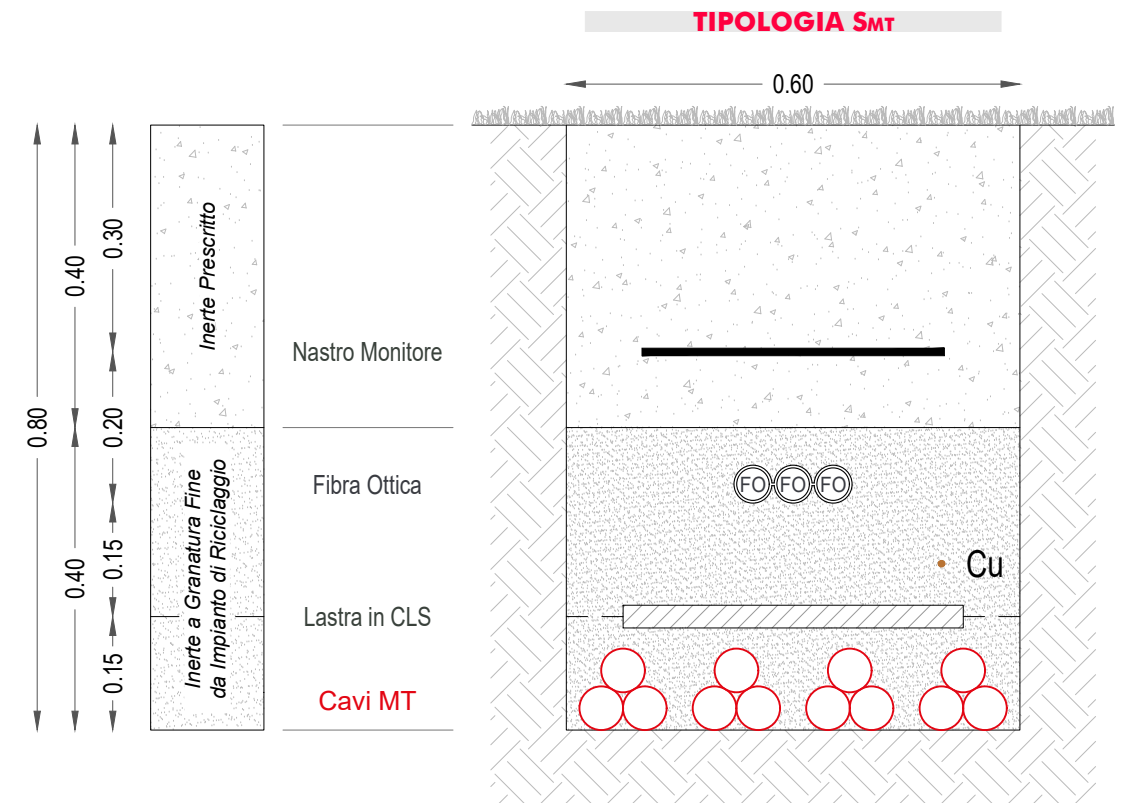 TIPOLOGIA SMT
0.60
0.80
0.40
0.40
0.30
0.20
0.15
0.15
Inerte Prescritto
Inerte a Granatura Fine
da Impianto di Riciclaggio
Nastro Monitore
Fibra Ottica
Lastra in CLS
Cavi MT
FO FO FO
Cu